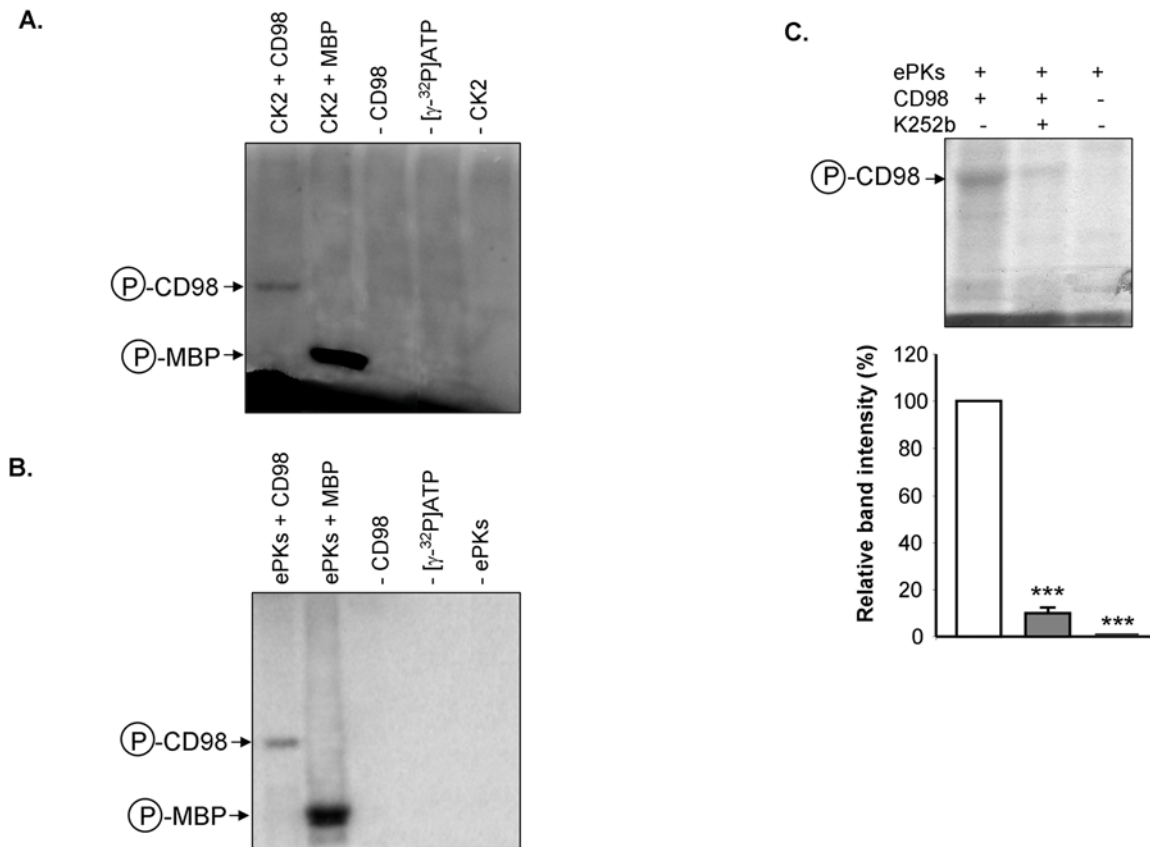 A.
CK2 + CD98
CK2 + MBP
- CD98
- [γ-³²P]ATP
- CK2
P-CD98
P-MBP
B.
ePKs + CD98
ePKs + MBP
- CD98
- [γ-³²P]ATP
- ePKs
P-CD98
P-MBP
C.
ePKs + + +
CD98 + + -
K252b - + -
P-CD98
Relative band intensity (%)
120
100
80
60
40
20
0
***
***